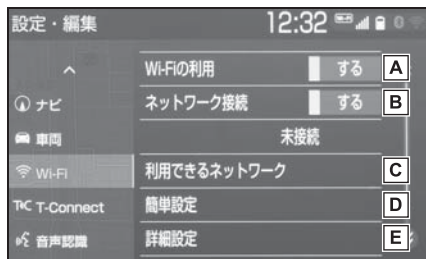 設定・編集 12:32
Wi-Fiの利用 する A
ナビ ネットワーク接続 する B
車両 未接続
Wi-Fi 利用できるネットワーク C
T-Connect 簡単設定 D
音声認識 詳細設定 E